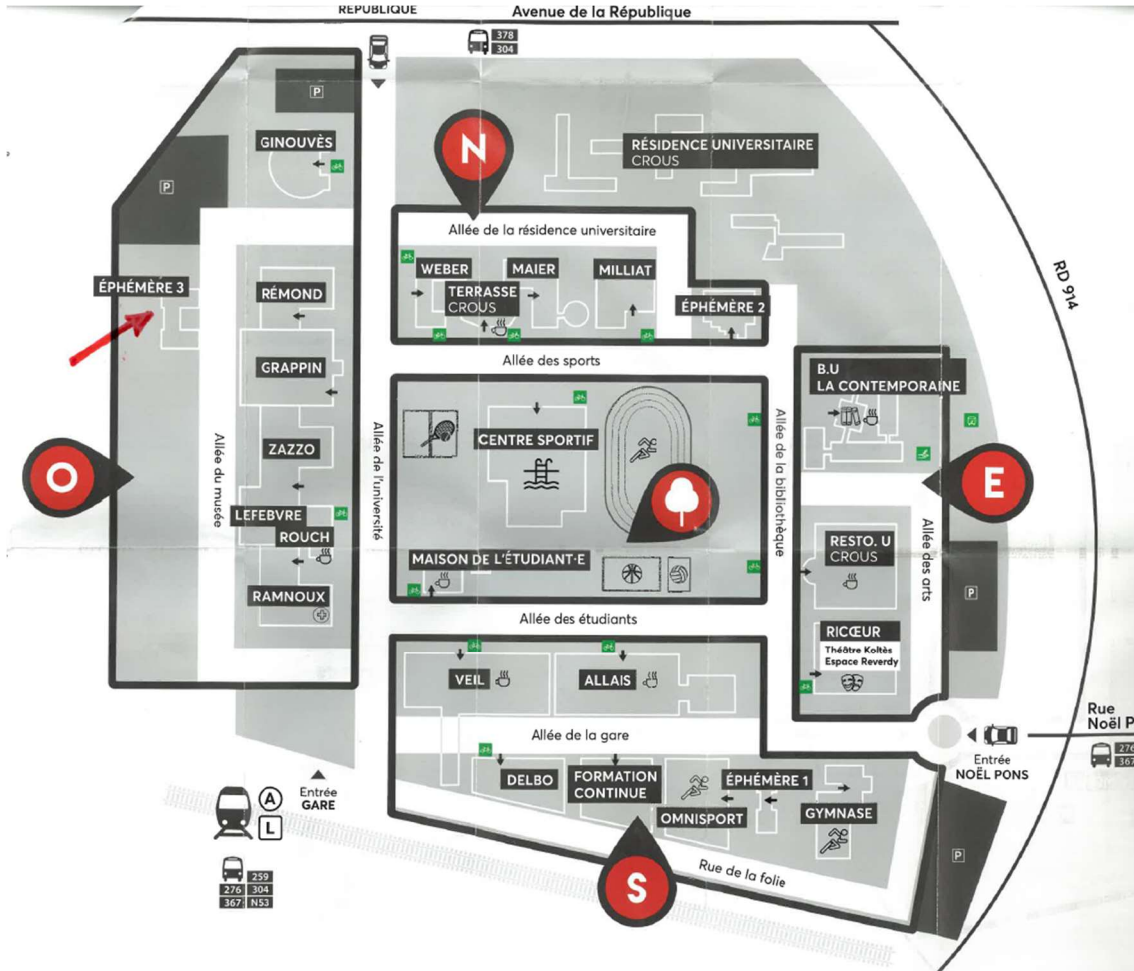 RÉPUBLIQUE
Avenue de la République
378
304
P
GINOUVÈS
N
RÉSIDENCE UNIVERSITAIRE
CROUS
P
Allée de la résidence universitaire
WEBER
MAIER
MILLIAT
TERRASSE
CROUS
ÉPHÉMÈRE 2
RD 914
ÉPHÉMÈRE 3
RÉMOND
GRAPPIN
ZAZZO
LEFEBVRE
ROUCH
RAMNOUX
Allée du musée
Allée de l'université
O
Allée des sports
CENTRE SPORTIF
MAISON DE L'ÉTUDIANT·E
Allée de la bibliothèque
B.U
LA CONTEMPORAINE
E
RESTO. U
CROUS
Allée des arts
P
RICŒUR
Théâtre Koltès
Espace Reverdy
Allée des étudiants
VEIL
ALLAIS
Allée de la gare
DELBO
FORMATION
CONTINUE
OMNISPORT
ÉPHÉMÈRE 1
GYMNASE
Rue
Noël P
276
367
Entrée
NOËL PONS
P
Entrée
GARE
A
L
259
276 304
367 N53
Rue de la folie
S